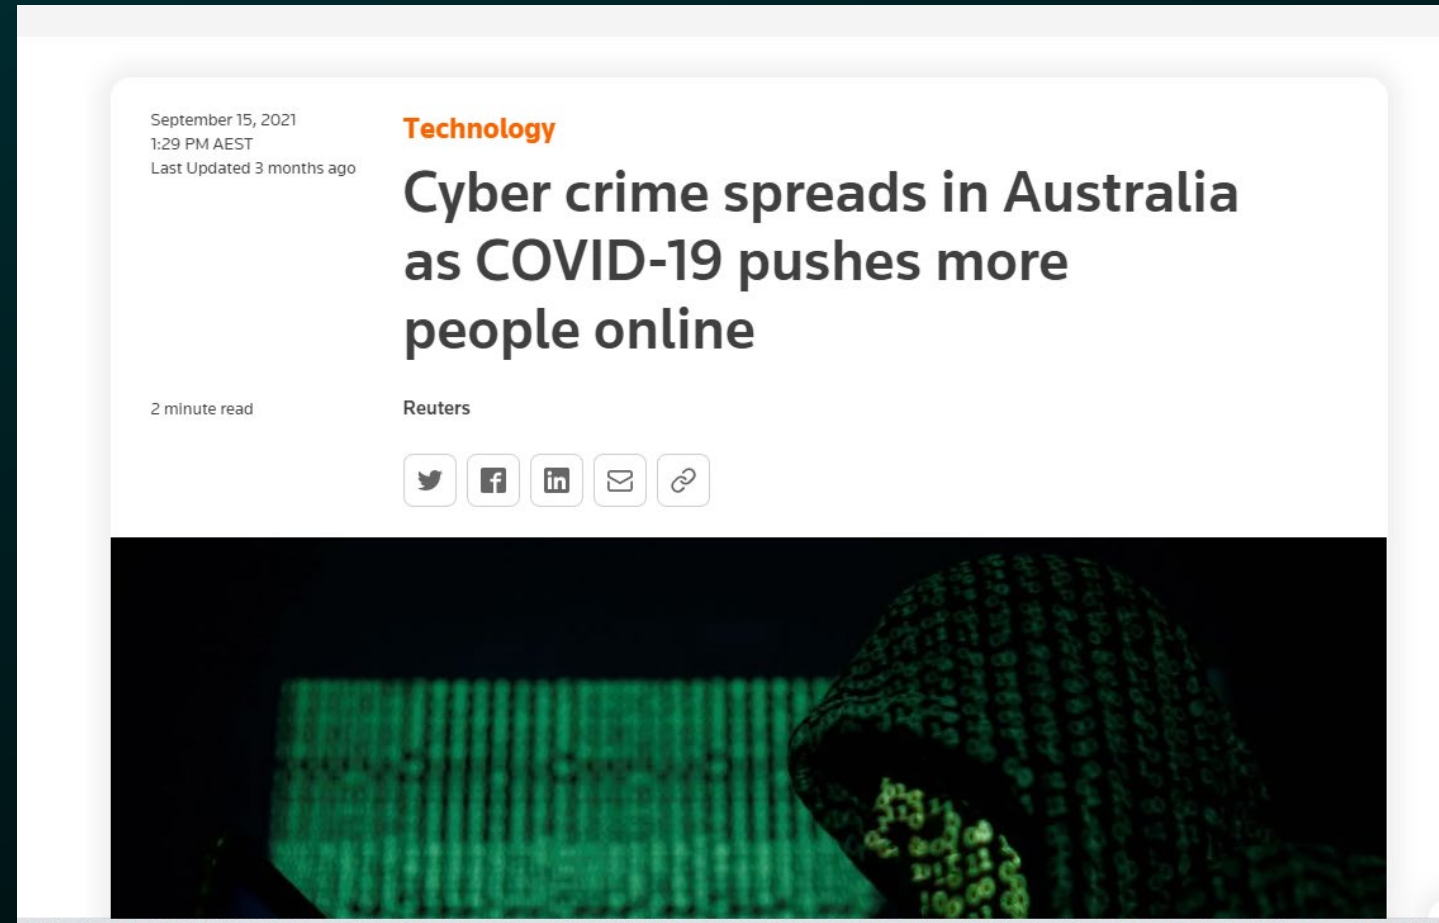 September 15, 2021
1:29 PM AEST
Last Updated 3 months ago
Technology
Cyber crime spreads in Australia
as COVID-19 pushes more
people online
2 minute read
Reuters